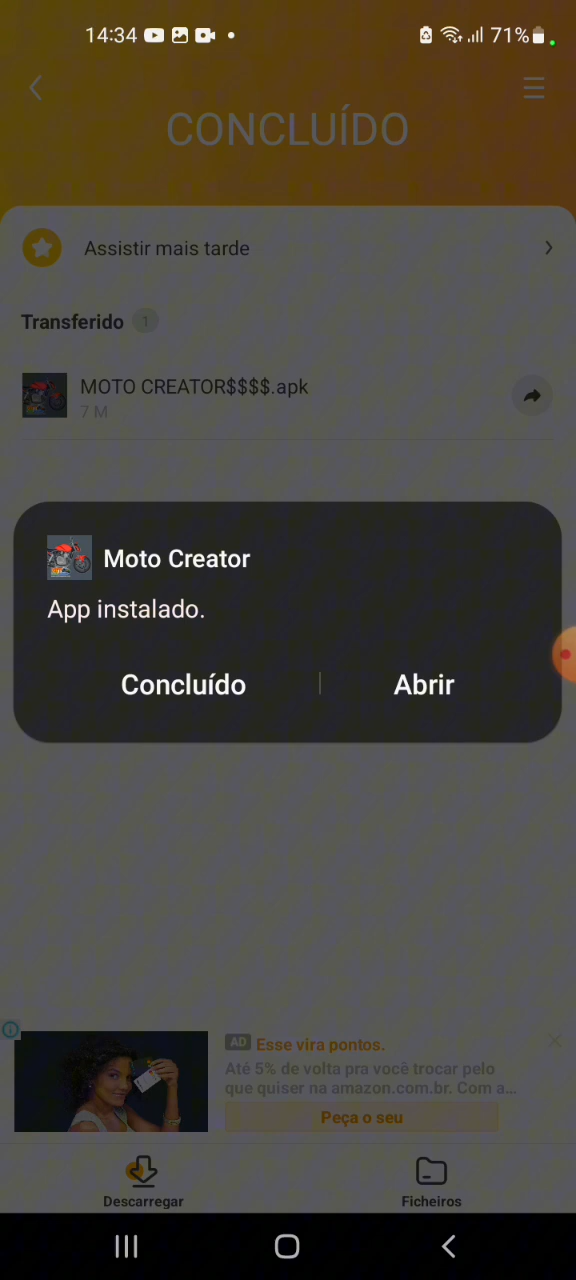 14:34
71%
CONCLUÍDO
Assistir mais tarde
Transferido 1
MOTO CREATOR$$$$.apk
7 M
Moto Creator
App instalado.
Concluído
Abrir
AD Esse vira pontos.
Até 5% de volta pra você trocar pelo
que quiser na amazon.com.br. Com a...
Peça o seu
Descarregar
Ficheiros